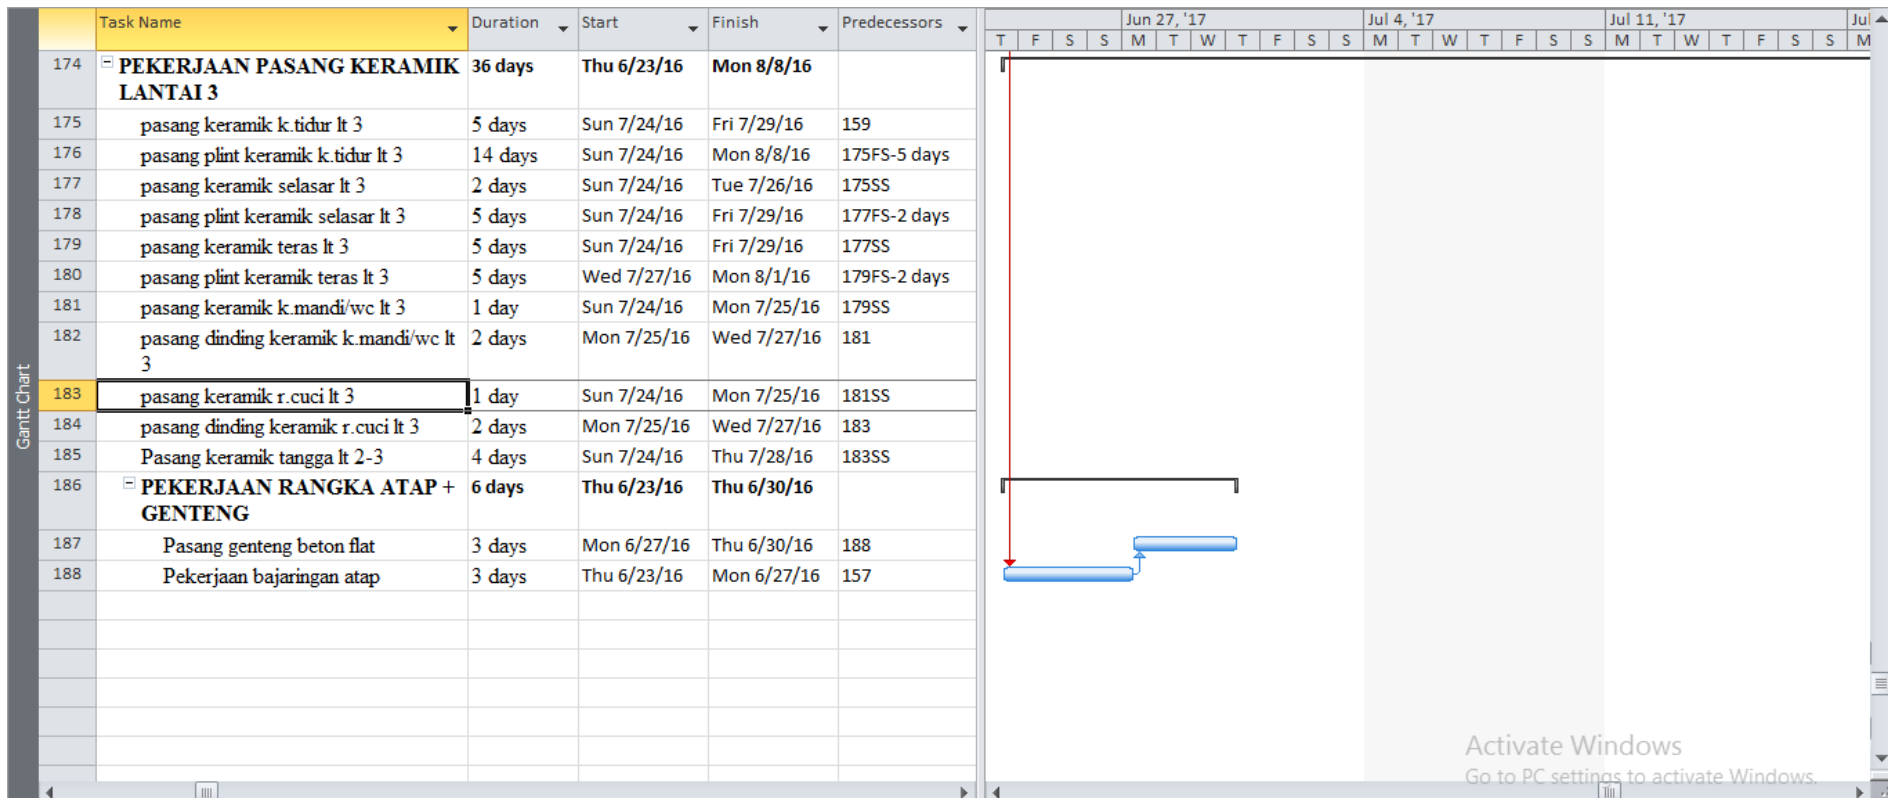 Task Name Duration Start Finish Predecessors
Jun 27, '17 Jul 4, '17 Jul 11, '17 Jul
T F S S M T W T F S S M T W T F S S M T W T F S S M
174 PEKERJAAN PASANG KERAMIK 36 days Thu 6/23/16 Mon 8/8/16
LANTAI 3
175 pasang keramik k.tidur lt 3 5 days Sun 7/24/16 Fri 7/29/16 159
176 pasang plint keramik k.tidur lt 3 14 days Sun 7/24/16 Mon 8/8/16 175FS-5 days
177 pasang keramik selasar lt 3 2 days Sun 7/24/16 Tue 7/26/16 175SS
178 pasang plint keramik selasar lt 3 5 days Sun 7/24/16 Fri 7/29/16 177FS-2 days
179 pasang keramik teras lt 3 5 days Sun 7/24/16 Fri 7/29/16 177SS
180 pasang plint keramik teras lt 3 5 days Wed 7/27/16 Mon 8/1/16 179FS-2 days
181 pasang keramik k.mandi/wc lt 3 1 day Sun 7/24/16 Mon 7/25/16 179SS
182 pasang dinding keramik k.mandi/wc lt 2 days Mon 7/25/16 Wed 7/27/16 181
3
183 pasang keramik r.cuci lt 3 1 day Sun 7/24/16 Mon 7/25/16 181SS
184 pasang dinding keramik r.cuci lt 3 2 days Mon 7/25/16 Wed 7/27/16 183
185 Pasang keramik tangga lt 2-3 4 days Sun 7/24/16 Thu 7/28/16 183SS
186 PEKERJAAN RANGKA ATAP + 6 days Thu 6/23/16 Thu 6/30/16
GENTENG
187 Pasang genteng beton flat 3 days Mon 6/27/16 Thu 6/30/16 188
188 Pekerjaan bajaringan atap 3 days Thu 6/23/16 Mon 6/27/16 157
Gantt Chart
Activate Windows
Go to PC settings to activate Windows.